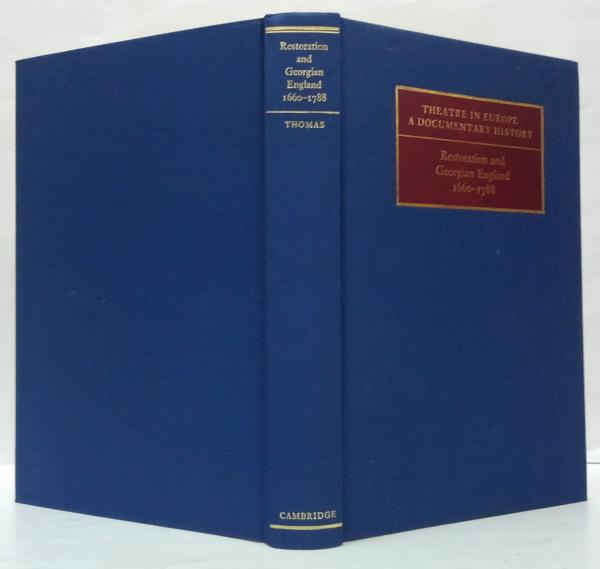 Restoration
and
Georgian
England
1660–1788
THOMAS
CAMBRIDGE
THEATRE IN EUROPE
A DOCUMENTARY HISTORY
Restoration and
Georgian England
1660–1788